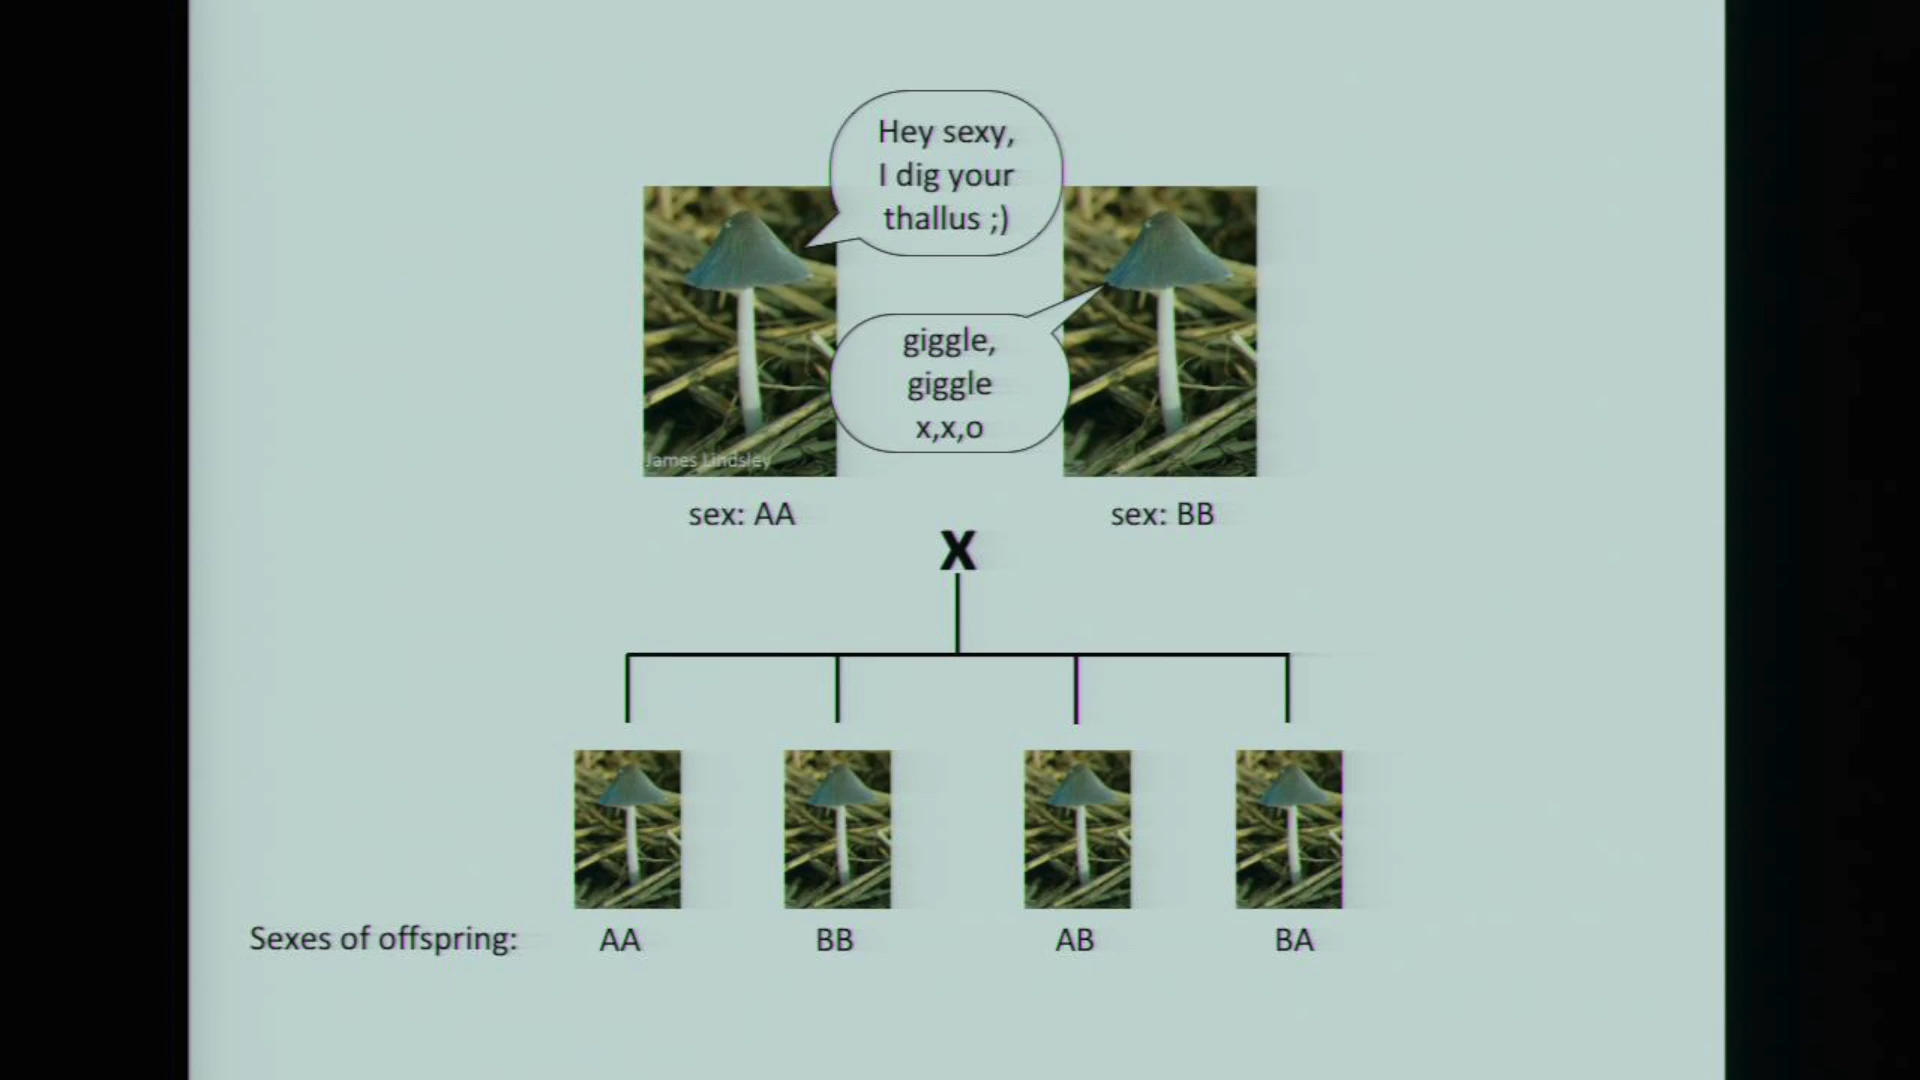 Hey sexy,
I dig your
thallus ;)
giggle,
giggle
x,x,o
James Lindsley
sex: AA
sex: BB
X
Sexes of offspring:
AA
BB
AB
BA